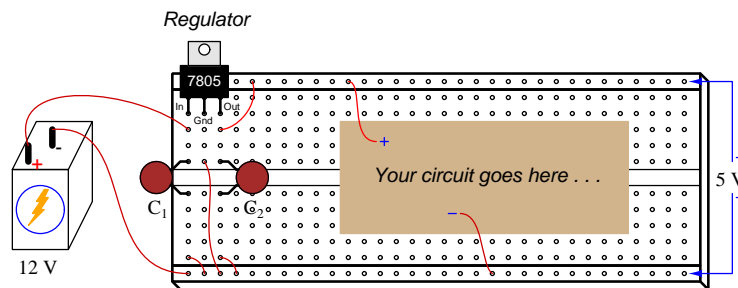 Regulator
7805
In
Out
Gnd
+
-
+
Your circuit goes here . . .
5 V
C1
C2
-
12 V